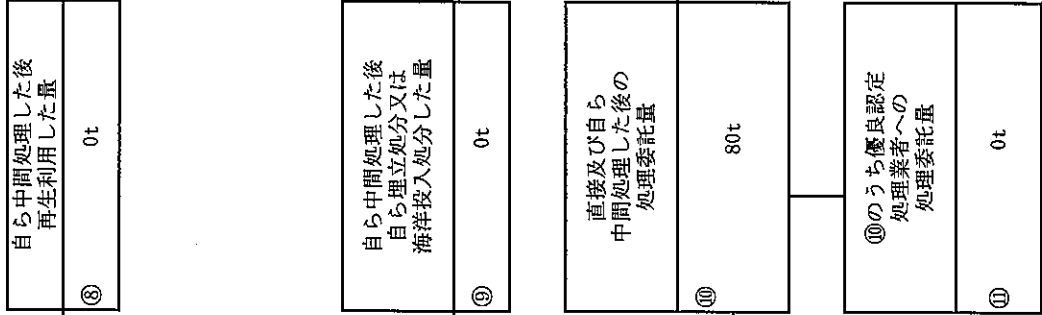 自ら中間処理した後
再生利用した量
⑧
0t
自ら中間処理した後
自ら埋立処分又は
海洋投入処分した量
⑨
0t
直接及び自ら
中間処理した後の
処理委託量
⑩
80t
⑩のうち優良認定
処理業者への
処理委託量
⑪
0t